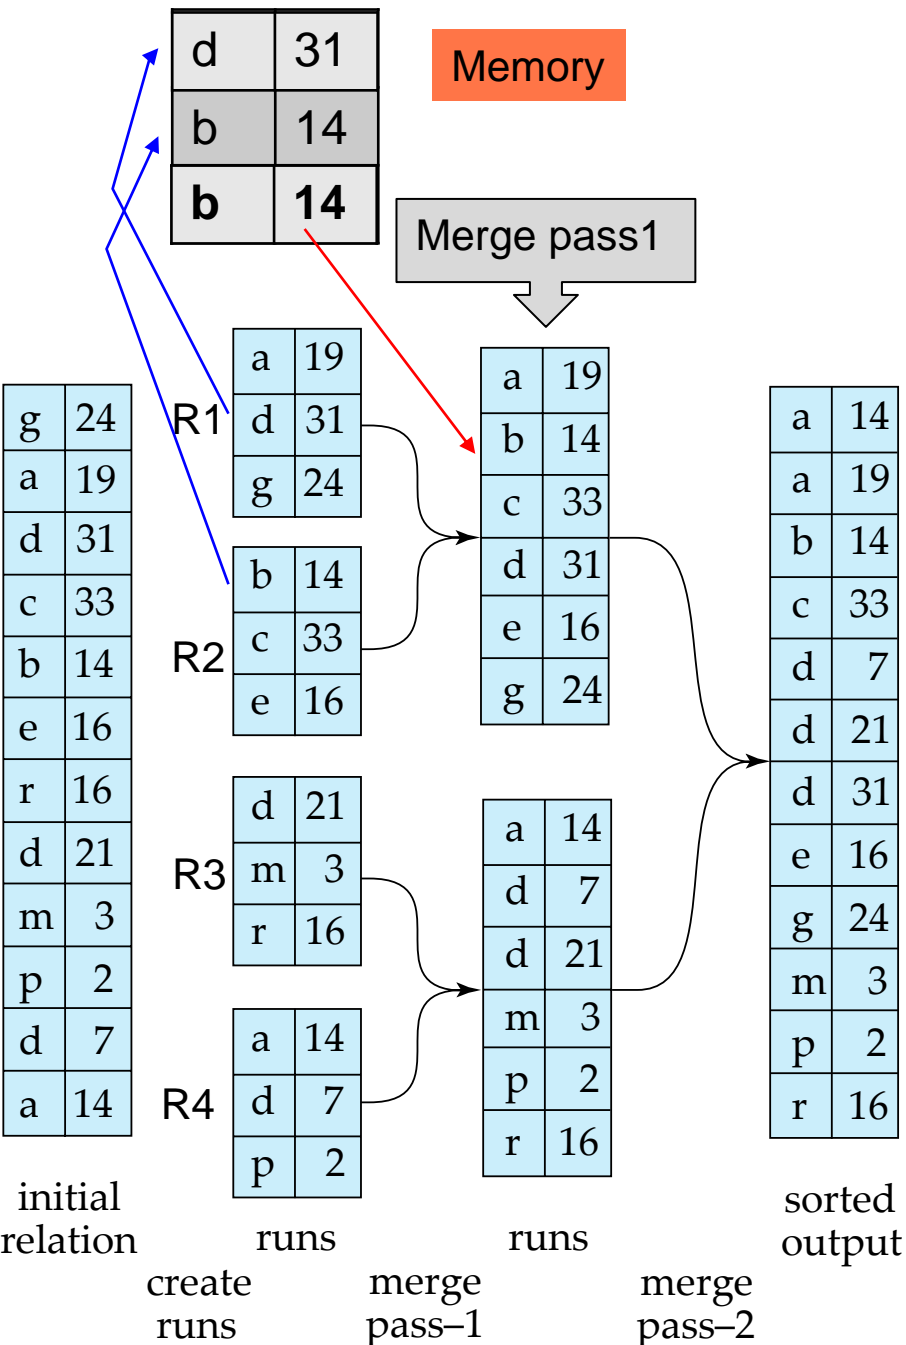 d 31
b 14
b 14
Memory
Merge pass1
g 24
a 19
d 31
c 33
b 14
e 16
r 16
d 21
m 3
p 2
d 7
a 14
initial
relation
R1
a 19
d 31
g 24
R2
b 14
c 33
e 16
R3
d 21
m 3
r 16
R4
a 14
d 7
p 2
runs
a 19
b 14
c 33
d 31
e 16
g 24
a 14
d 7
d 21
m 3
p 2
r 16
runs
a 14
a 19
b 14
c 33
d 7
d 21
d 31
e 16
g 24
m 3
p 2
r 16
sorted
output
create
runs
merge
pass–1
merge
pass–2